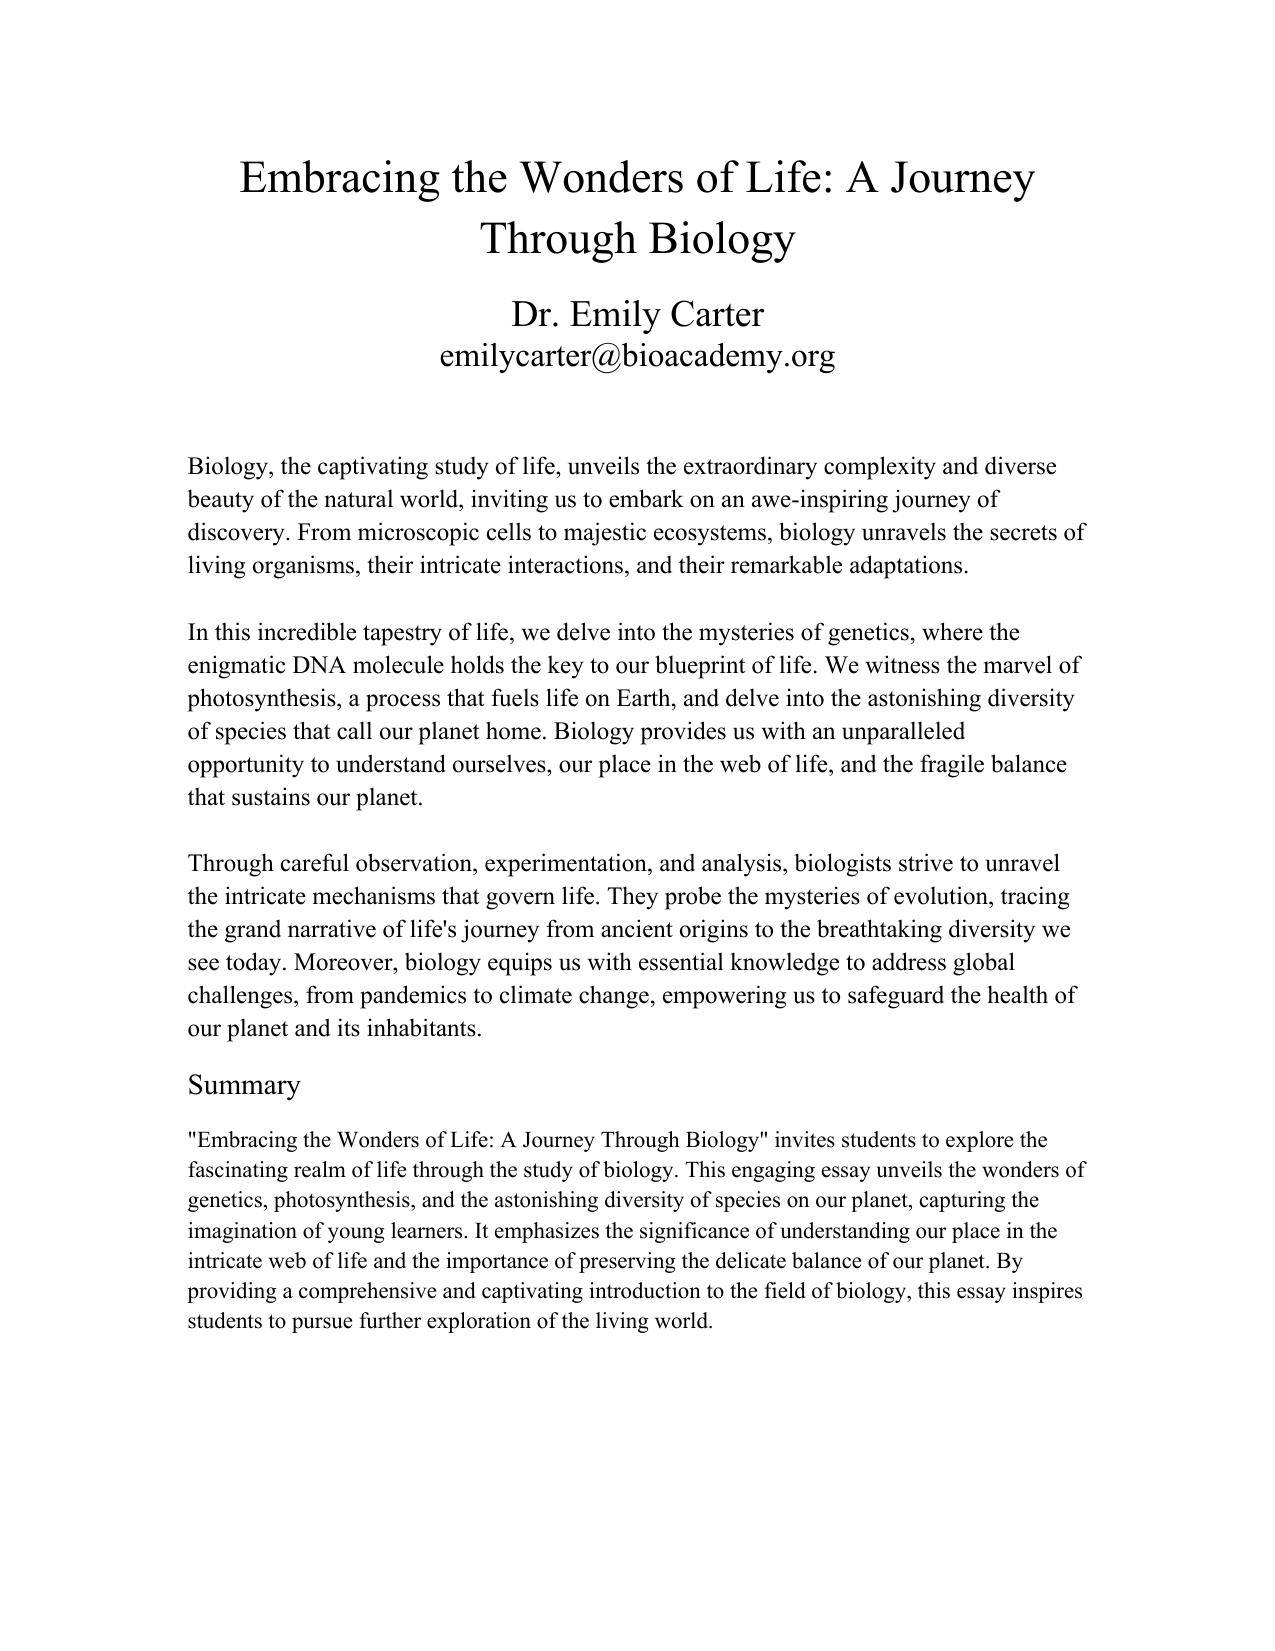 Embracing the Wonders of Life: A Journey
Through Biology
Dr. Emily Carter
emilycarter@bioacademy.org
Biology, the captivating study of life, unveils the extraordinary complexity and diverse
beauty of the natural world, inviting us to embark on an awe-inspiring journey of
discovery. From microscopic cells to majestic ecosystems, biology unravels the secrets of
living organisms, their intricate interactions, and their remarkable adaptations.
In this incredible tapestry of life, we delve into the mysteries of genetics, where the
enigmatic DNA molecule holds the key to our blueprint of life. We witness the marvel of
photosynthesis, a process that fuels life on Earth, and delve into the astonishing diversity
of species that call our planet home. Biology provides us with an unparalleled
opportunity to understand ourselves, our place in the web of life, and the fragile balance
that sustains our planet.
Through careful observation, experimentation, and analysis, biologists strive to unravel
the intricate mechanisms that govern life. They probe the mysteries of evolution, tracing
the grand narrative of life's journey from ancient origins to the breathtaking diversity we
see today. Moreover, biology equips us with essential knowledge to address global
challenges, from pandemics to climate change, empowering us to safeguard the health of
our planet and its inhabitants.
Summary
"Embracing the Wonders of Life: A Journey Through Biology" invites students to explore the
fascinating realm of life through the study of biology. This engaging essay unveils the wonders of
genetics, photosynthesis, and the astonishing diversity of species on our planet, capturing the
imagination of young learners. It emphasizes the significance of understanding our place in the
intricate web of life and the importance of preserving the delicate balance of our planet. By
providing a comprehensive and captivating introduction to the field of biology, this essay inspires
students to pursue further exploration of the living world.